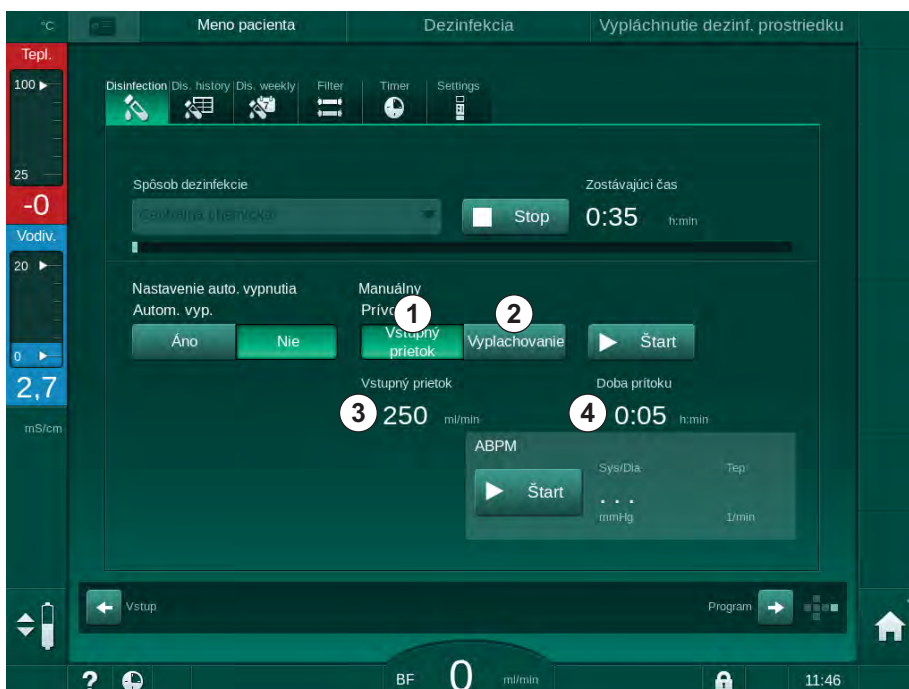 °C Meno pacienta Dezinfekcia Vypláchnutie dezinf. prostriedku
Tepl.
100
25
-0
Vodiv.
20
0
2,7
mS/cm
Disinfection Dis. history Dis. weekly Filter Timer Settings
Spôsob dezinfekcie Zostávajúci čas
Centrálna chemická Stop 0:35 h:min
Nastavenie auto. vypnutia Manuálny
Autom. vyp.
1 2
Áno Nie Vstupný prietok Vyplachovanie Štart
Vstupný prietok Doba prítoku
3 250 ml/min 4 0:05 h:min
ABPM
Sys/Dia Tep
Štart . . .
mmHg 1/min
Vstup Program
? BF 0 ml/min 11:46